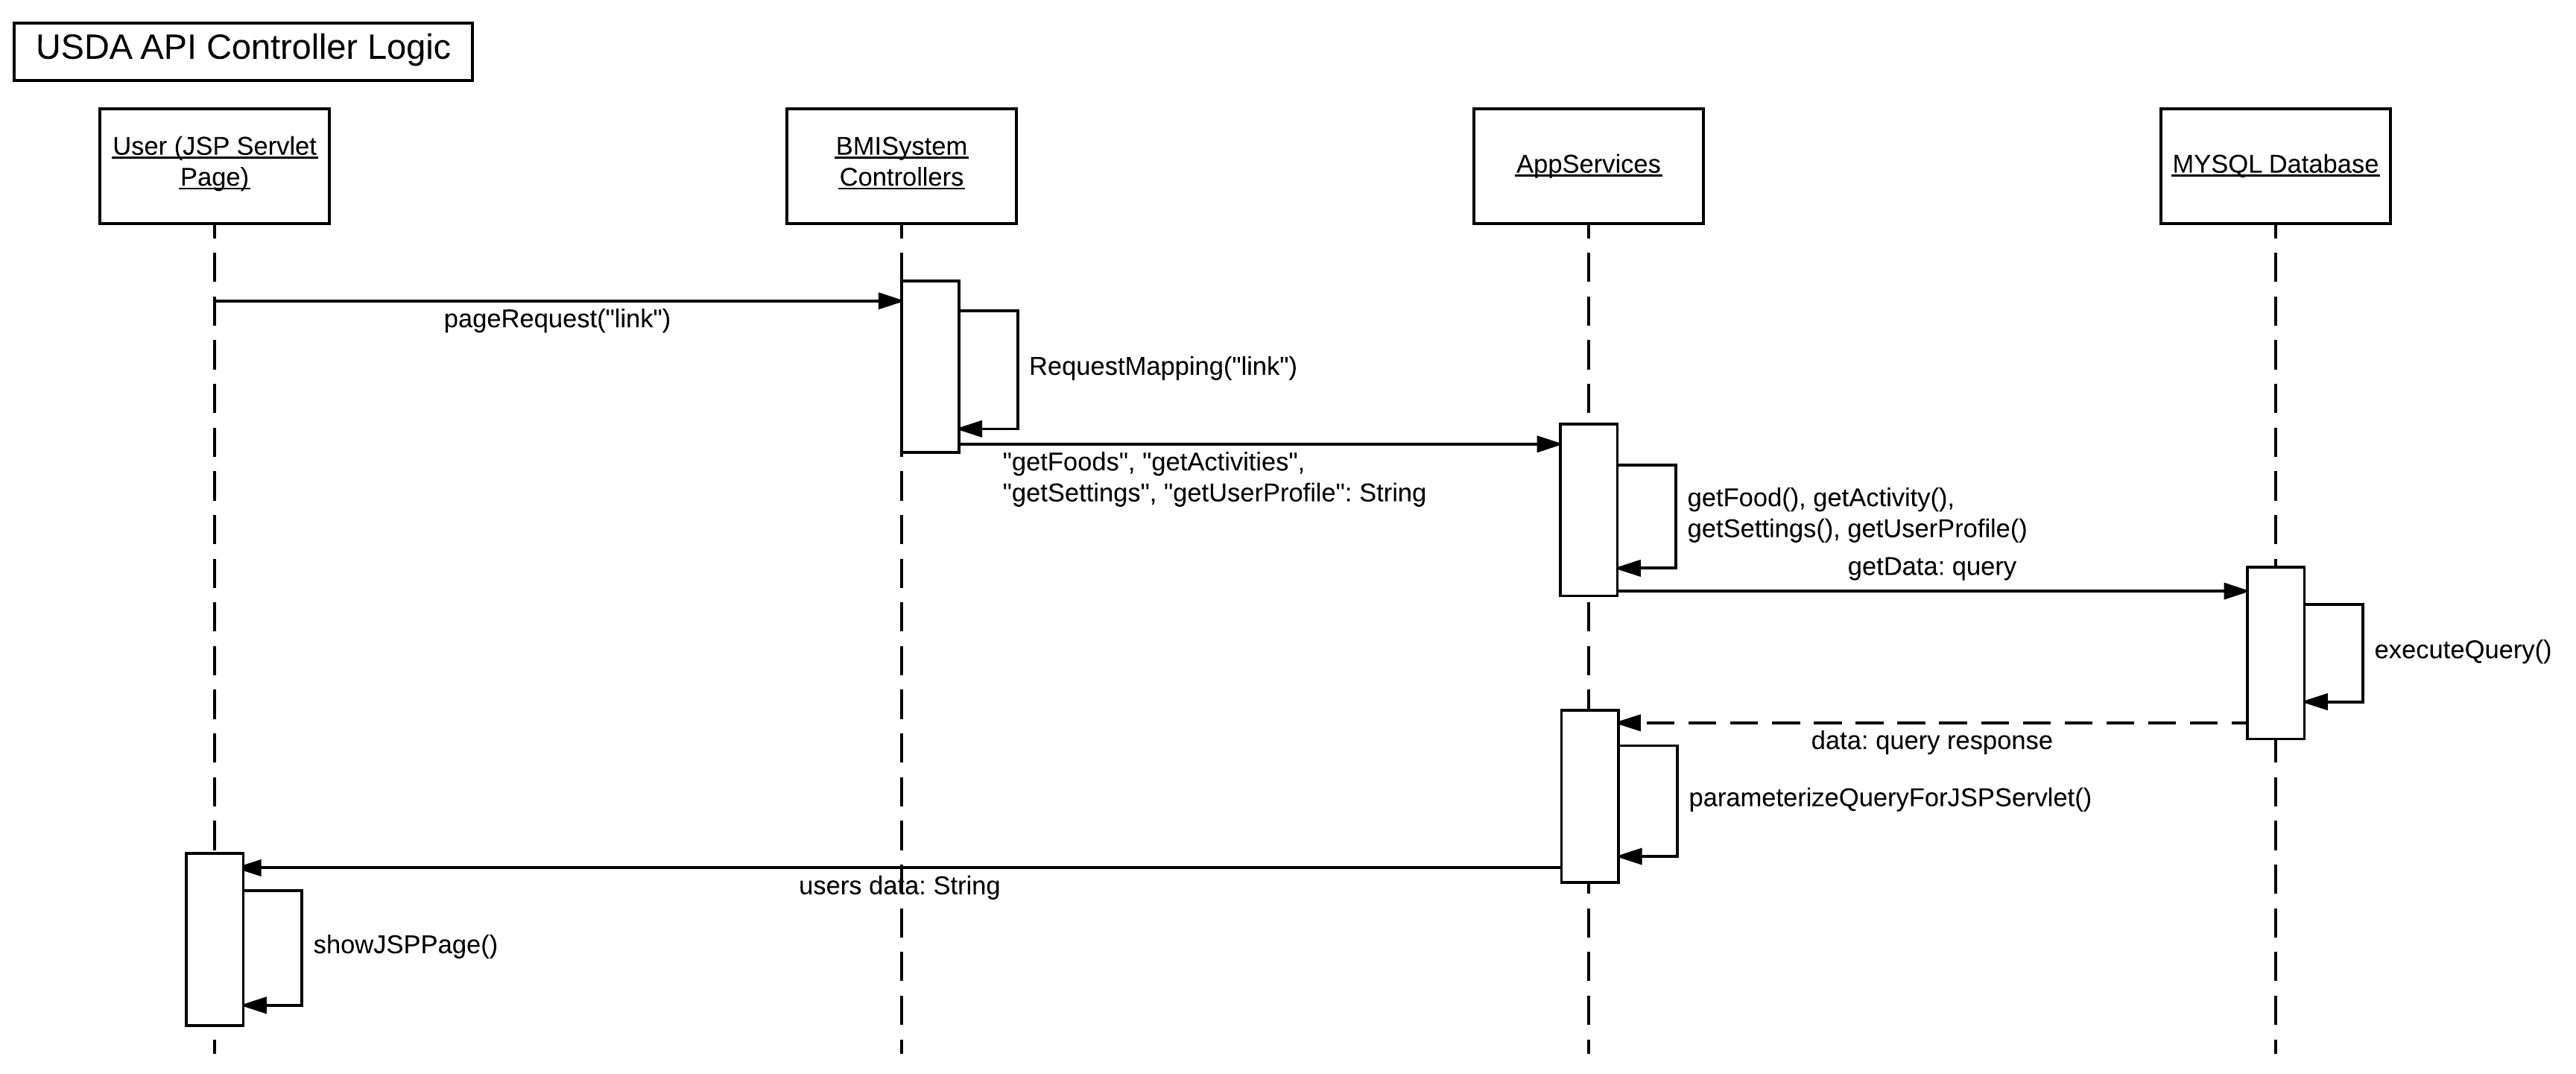 USDA API Controller Logic
User (JSP Servlet
Page)
BMISystem
Controllers
AppServices
MYSQL Database
pageRequest("link")
RequestMapping("link")
"getFoods", "getActivities",
"getSettings", "getUserProfile": String
getFood(), getActivity(),
getSettings(), getUserProfile()
getData: query
executeQuery()
data: query response
parameterizeQueryForJSPServlet()
users data: String
showJSPPage()